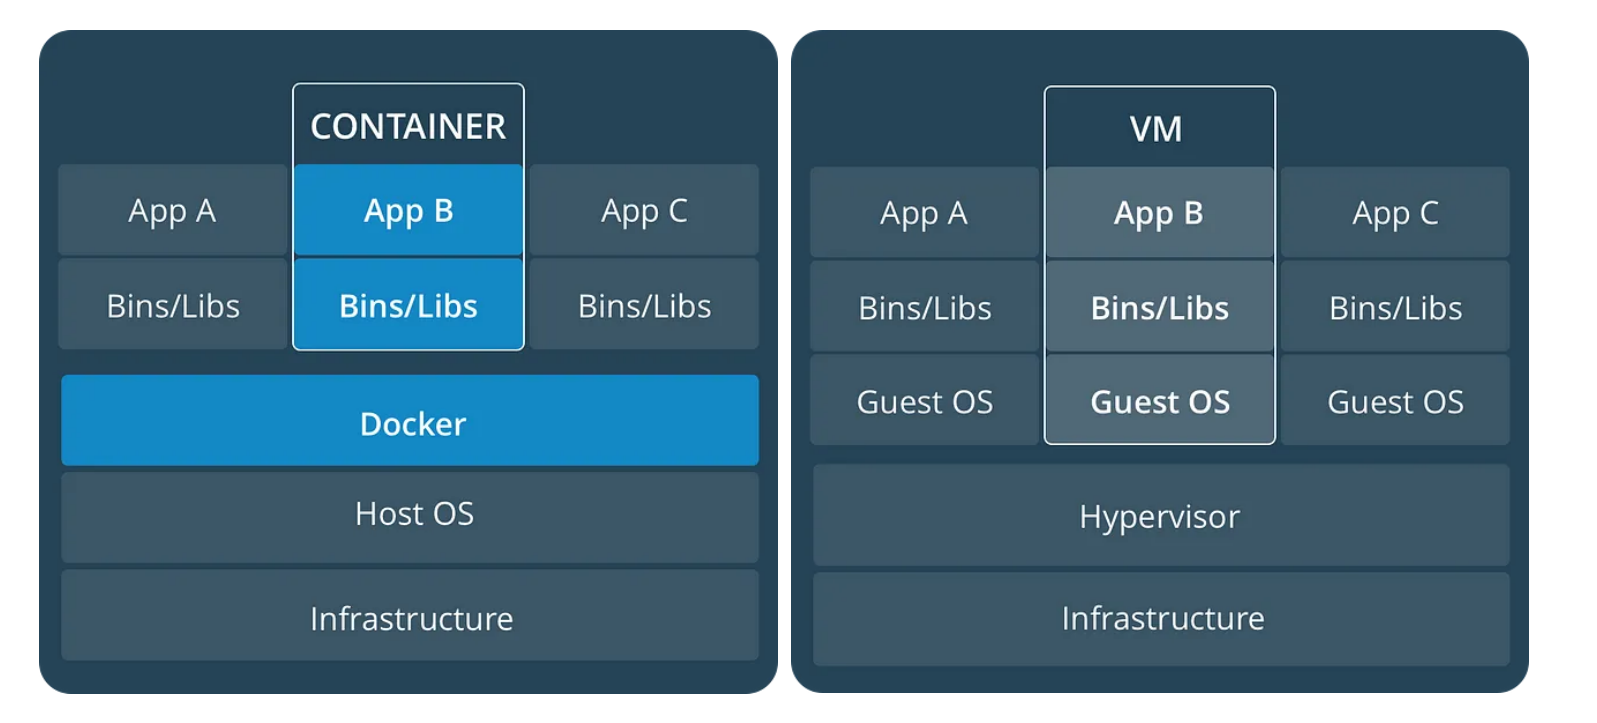 CONTAINER
App A
App B
App C
Bins/Libs
Bins/Libs
Bins/Libs
Docker
Host OS
Infrastructure
VM
App A
App B
App C
Bins/Libs
Bins/Libs
Bins/Libs
Guest OS
Guest OS
Guest OS
Hypervisor
Infrastructure